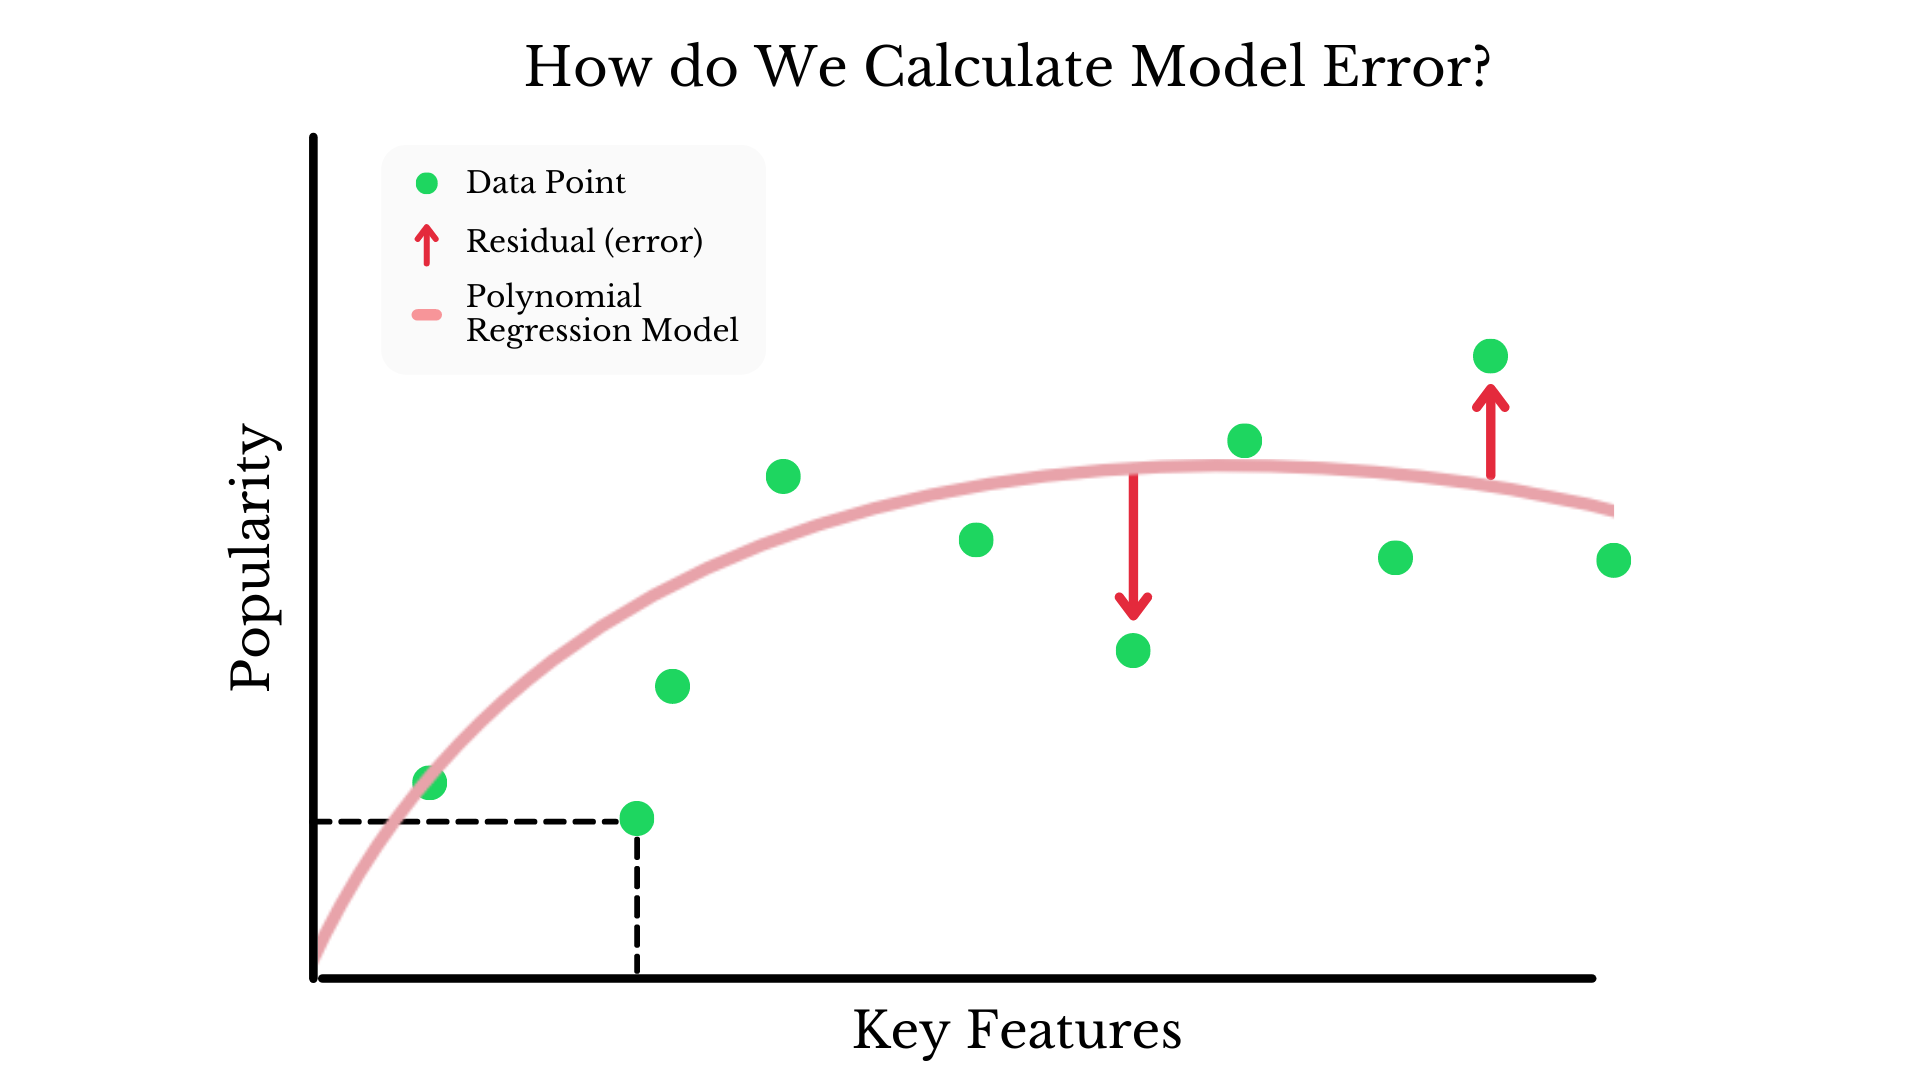 How do We Calculate Model Error?
Data Point
Residual (error)
Polynomial
Regression Model
Popularity
Key Features